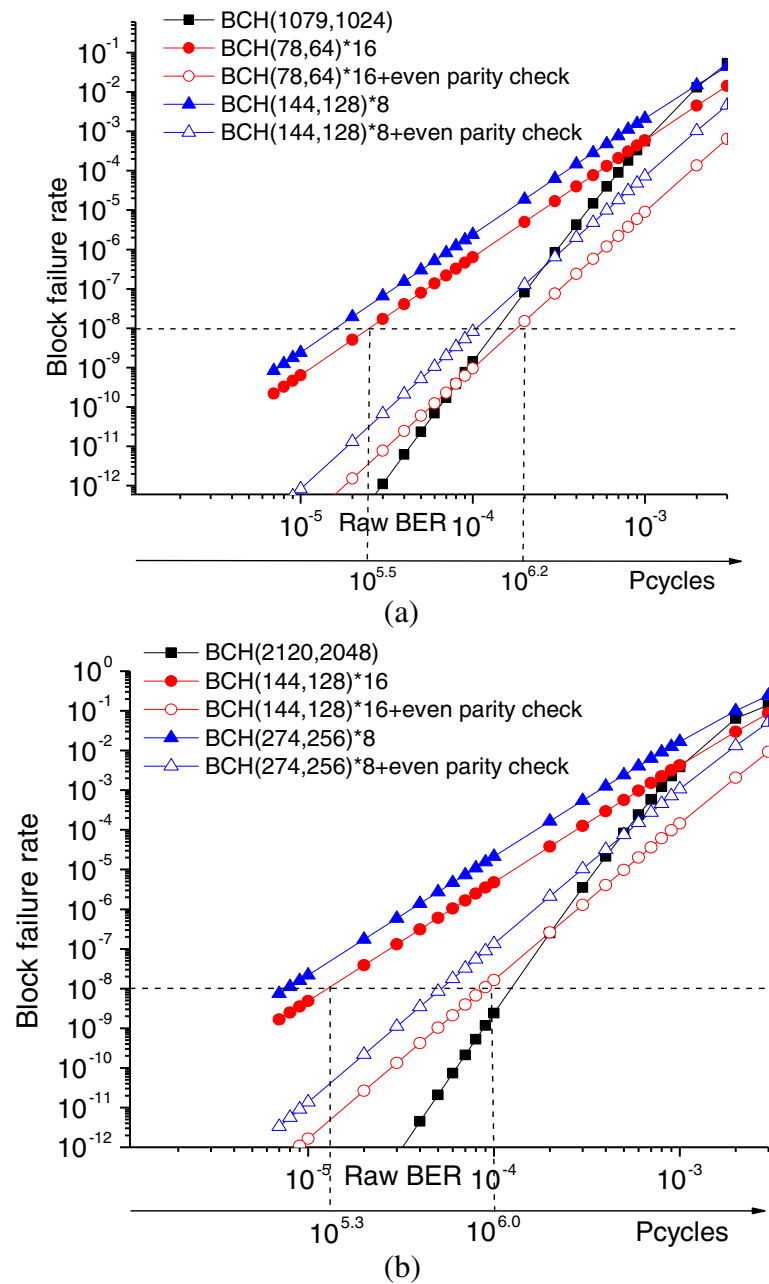 BCH(1079,1024)
BCH(78,64)*16
BCH(78,64)*16+even parity check
BCH(144,128)*8
BCH(144,128)*8+even parity check
10^-1
10^-2
10^-3
10^-4
10^-5
10^-6
10^-7
10^-8
10^-9
10^-10
10^-11
10^-12
Block failure rate
10^-5
Raw BER
10^-4
10^-3
10^5.5
10^6.2
Pcycles
(a)
BCH(2120,2048)
BCH(144,128)*16
BCH(144,128)*16+even parity check
BCH(274,256)*8
BCH(274,256)*8+even parity check
10^0
10^-1
10^-2
10^-3
10^-4
10^-5
10^-6
10^-7
10^-8
10^-9
10^-10
10^-11
10^-12
Block failure rate
10^-5
Raw BER
10^-4
10^-3
10^5.3
10^6.0
Pcycles
(b)